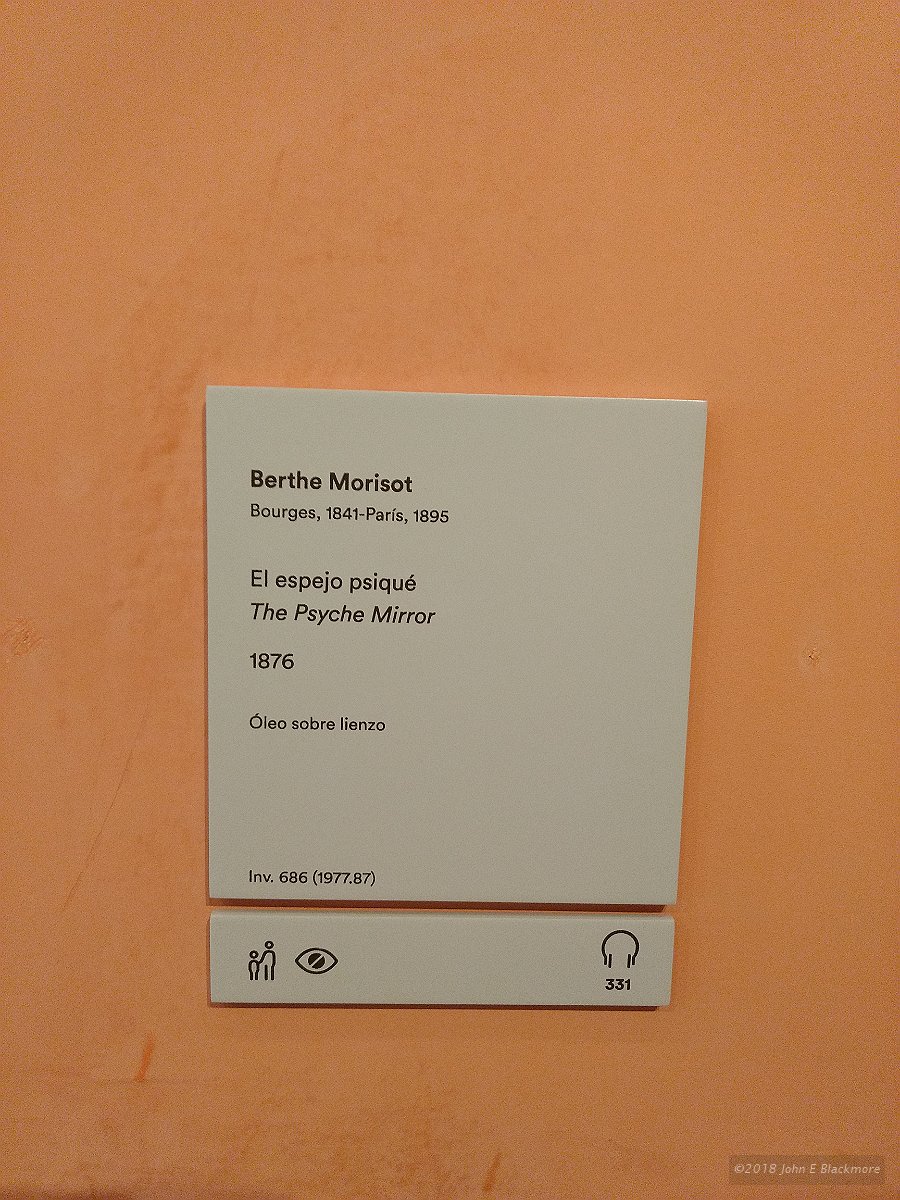 Berthe Morisot
Bourges, 1841-París, 1895
El espejo psiqué
The Psyche Mirror
1876
Óleo sobre lienzo
Inv. 686 (1977.87)
331
©2018 John E Blackmore